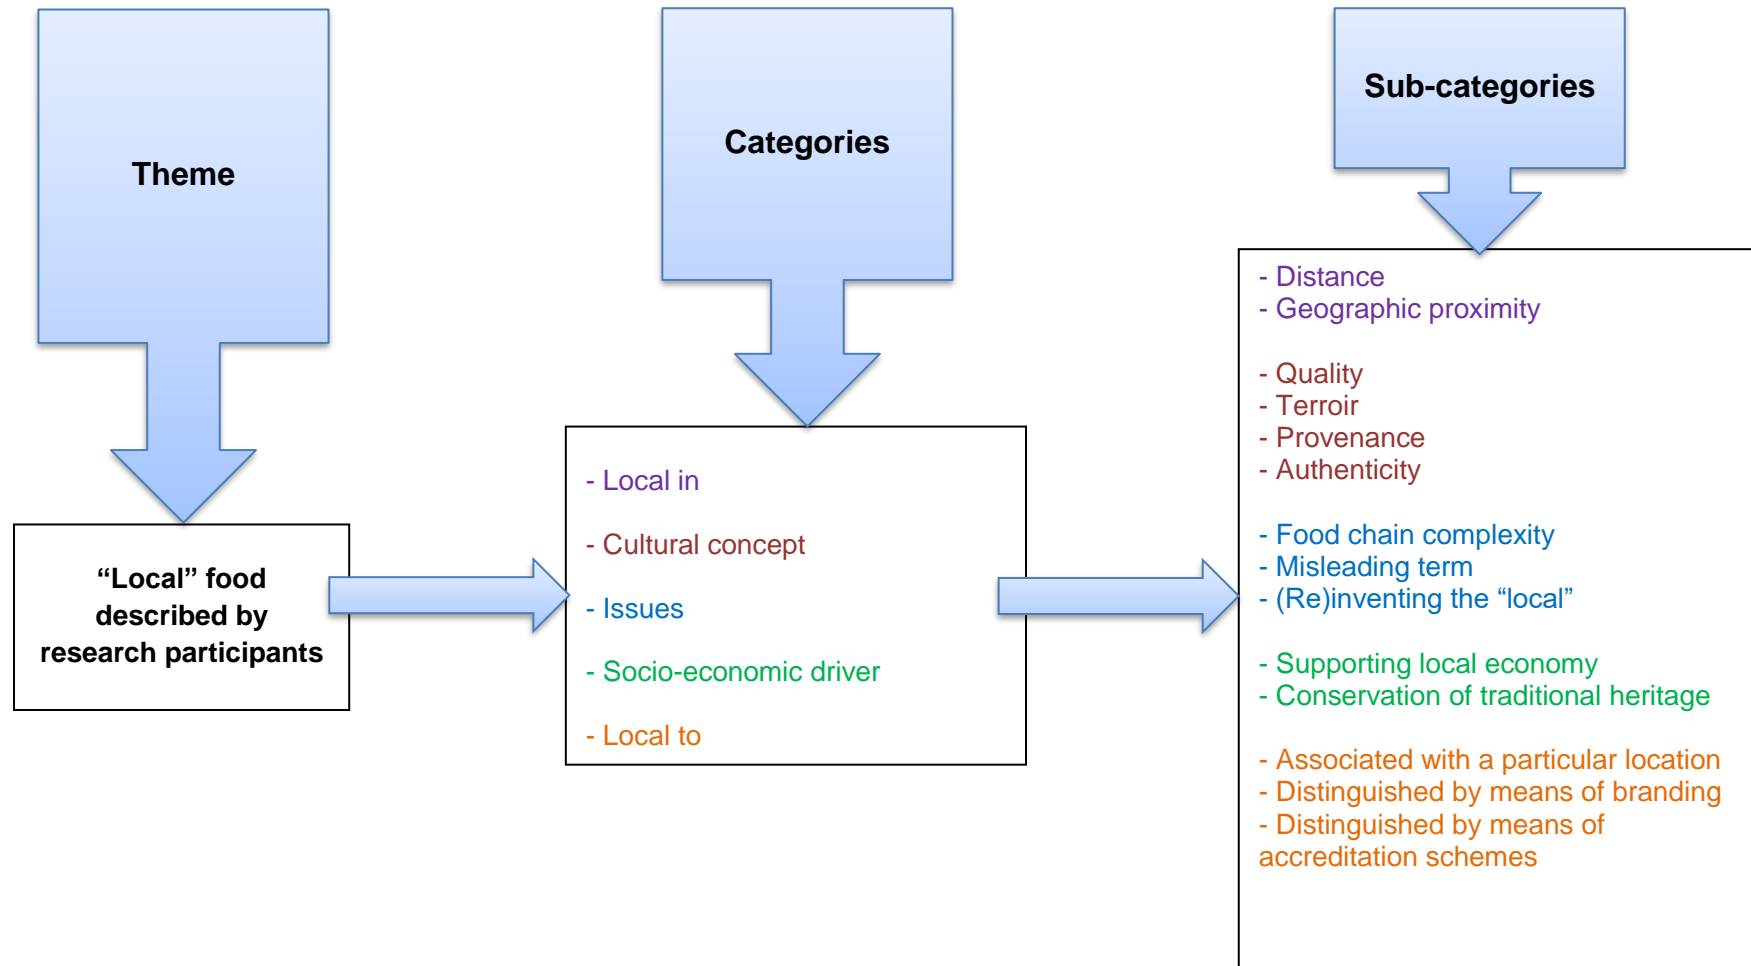 Theme
“Local” food
described by
research participants
Categories
- Local in
- Cultural concept
- Issues
- Socio-economic driver
- Local to
Sub-categories
- Distance
- Geographic proximity
- Quality
- Terroir
- Provenance
- Authenticity
- Food chain complexity
- Misleading term
- (Re)inventing the “local”
- Supporting local economy
- Conservation of traditional heritage
- Associated with a particular location
- Distinguished by means of branding
- Distinguished by means of
accreditation schemes